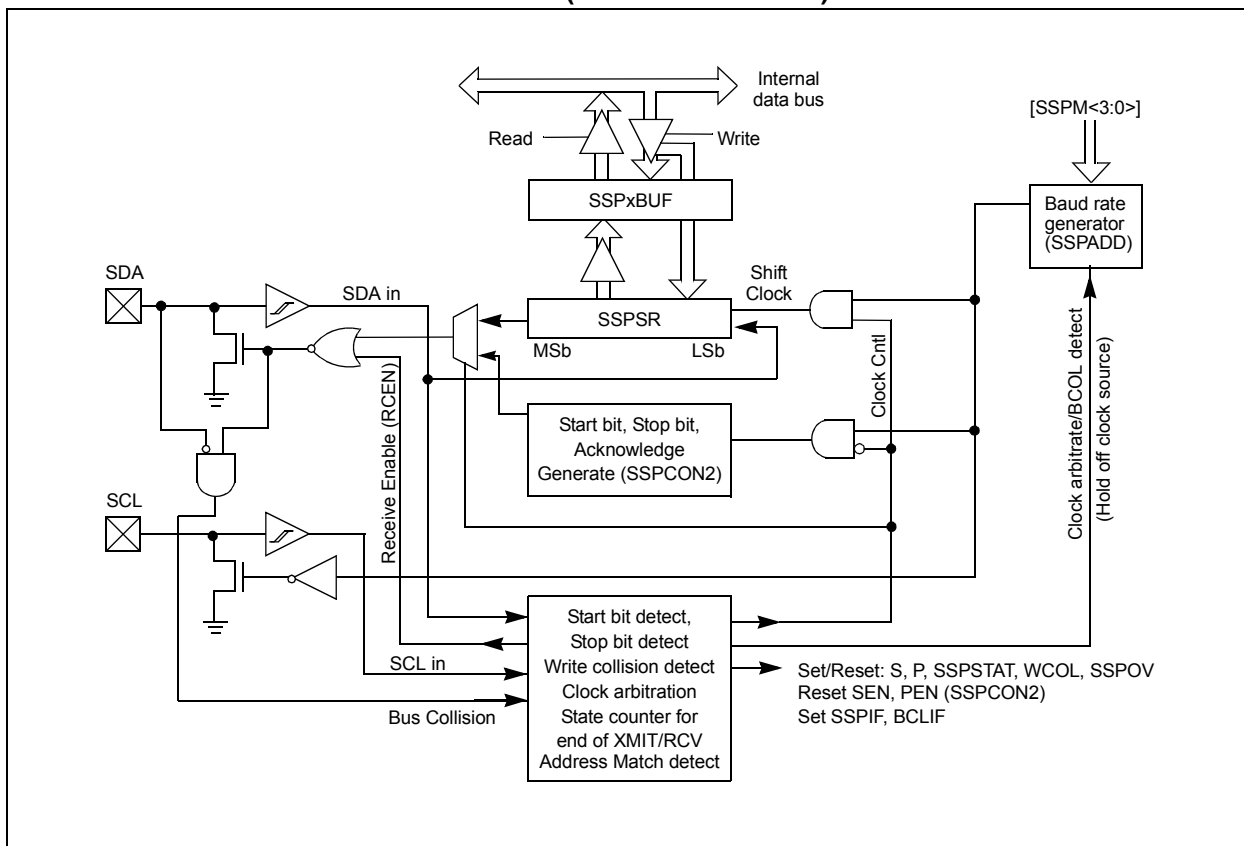 Internal
data bus
[SSPM<3:0>]
Read
Write
SSPxBUF
Baud rate
generator
(SSPADD)
SDA
Shift
Clock
SDA in
SSPSR
MSb
LSb
Clock Cntl
Clock arbitrate/BCOL detect
(Hold off clock source)
Receive Enable (RCEN)
Start bit, Stop bit,
Acknowledge
Generate (SSPCON2)
SCL
Start bit detect,
Stop bit detect
Write collision detect
Clock arbitration
State counter for
end of XMIT/RCV
Address Match detect
SCL in
Bus Collision
Set/Reset: S, P, SSPSTAT, WCOL, SSPOV
Reset SEN, PEN (SSPCON2)
Set SSPIF, BCLIF